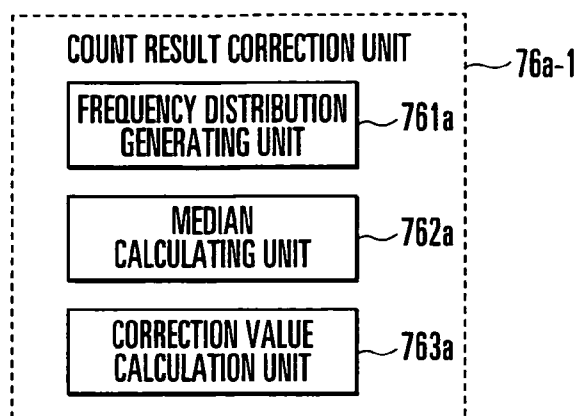 COUNT RESULT CORRECTION UNIT
76a-1
FREQUENCY DISTRIBUTION
GENERATING UNIT
761a
MEDIAN
CALCULATING UNIT
762a
CORRECTION VALUE
CALCULATION UNIT
763a